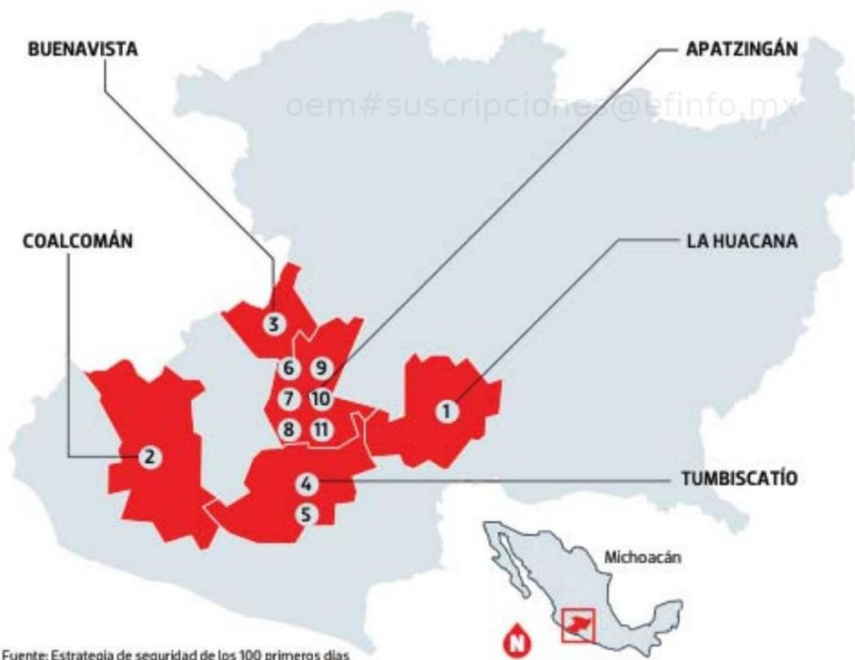 BUENAVISTA
APATZINGÁN
oem#suscripciones@efinfo.mx
COALCOMÁN
LA HUACANA
3
6 9
7 10
1
8 11
2
4
TUMBISCATÍO
5
Michoacán
N
Fuente: Estrategia de seguridad de los 100 primeros días